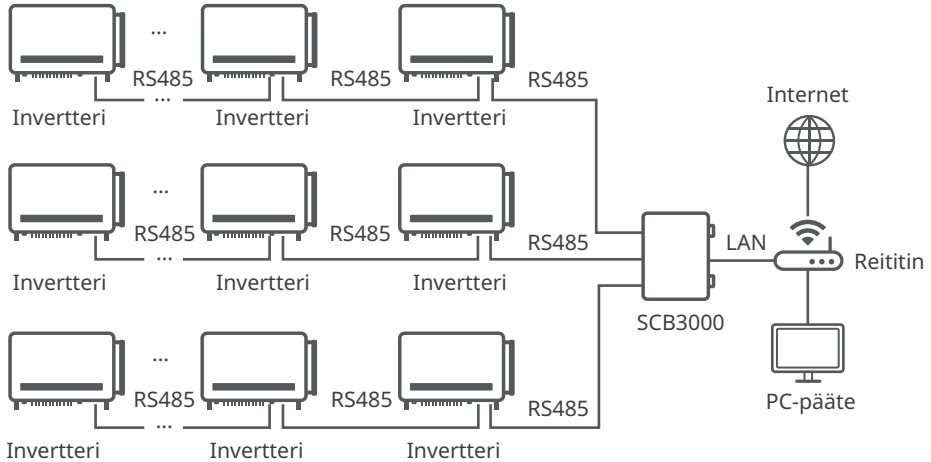 ...
RS485 RS485 RS485
...
Invertteri Invertteri Invertteri
Internet
...
RS485 RS485 RS485
...
Invertteri Invertteri Invertteri
LAN
Reititin
SCB3000
...
RS485 RS485 RS485
...
Invertteri Invertteri Invertteri
PC-pääte